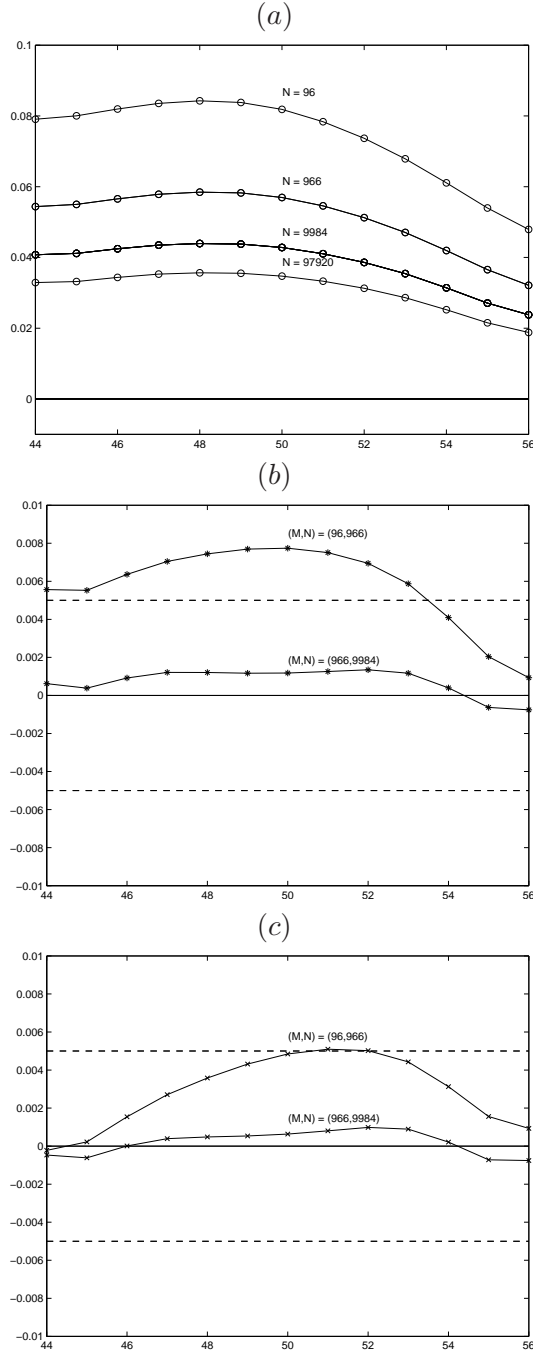 (a)
0.1
0.08
0.06
0.04
0.02
0
N = 96
N = 966
N = 9984
N = 97920
44 46 48 50 52 54 56
(b)
0.01
0.008
0.006
0.004
0.002
0
−0.002
−0.004
−0.006
−0.008
−0.01
(M,N) = (96,966)
(M,N) = (966,9984)
44 46 48 50 52 54 56
(c)
0.01
0.008
0.006
0.004
0.002
0
−0.002
−0.004
−0.006
−0.008
−0.01
(M,N) = (96,966)
(M,N) = (966,9984)
44 46 48 50 52 54 56